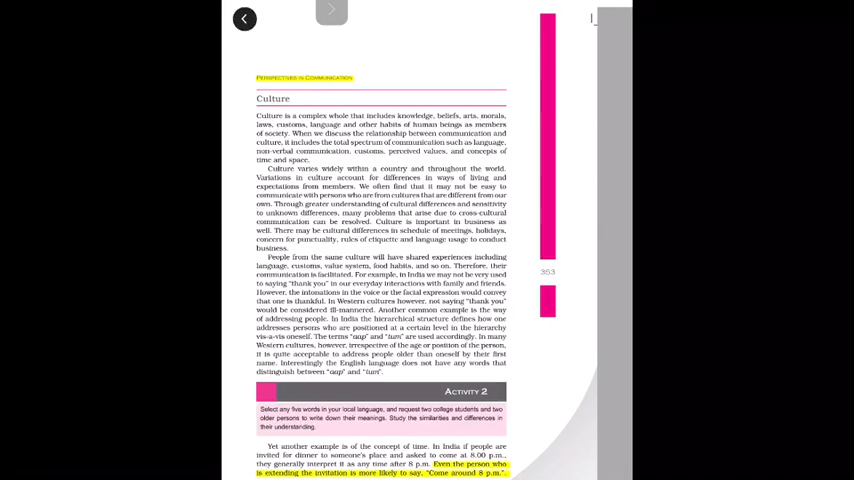 PERSPECTIVES IN COMMUNICATION
Culture
Culture is a complex whole that includes knowledge, beliefs, arts, morals,
laws, customs, language and other habits of human beings as members
of society. When we discuss the relationship between communication and
culture, it includes the total spectrum of communication such as language,
non-verbal communication, customs, perceived values, and concepts of
time and space.
Culture varies widely within a country and throughout the world.
Variations in culture account for differences in ways of living and
expectations from members. We often find that it may not be easy to
communicate with persons who are from cultures that are different from our
own. Through greater understanding of cultural differences and sensitivity
to unknown differences, many problems that arise due to cross-cultural
communication can be resolved. Culture is important in business as
well. There may be cultural differences in schedule of meetings, holidays,
concern for punctuality, rules of etiquette and language usage to conduct
business.
People from the same culture will have shared experiences including
language, customs, value system, food habits, and so on. Therefore, their
communication is facilitated. For example, in India we may not be very used
to saying "thank you" in our everyday interactions with family and friends.
However, the intonations in the voice or the facial expression would convey
that one is thankful. In Western cultures however, not saying "thank you"
would be considered ill-mannered. Another common example is the way
of addressing people. In India the hierarchical structure defines how one
addresses persons who are positioned at a certain level in the hierarchy
vis-a-vis oneself. The terms "aap" and "tum" are used accordingly. In many
Western cultures, however, irrespective of the age or position of the person,
it is quite acceptable to address people older than oneself by their first
name. Interestingly the English language does not have any words that
distinguish between "aap" and "tum".
353
ACTIVITY 2
Select any five words in your local language, and request two college students and two
older persons to write down their meanings. Study the similarities and differences in
their understanding.
Yet another example is of the concept of time. In India if people are
invited for dinner to someone's place and asked to come at 8.00 p.m.,
they generally interpret it as any time after 8 p.m. Even the person who
is extending the invitation is more likely to say, "Come around 8 p.m.".